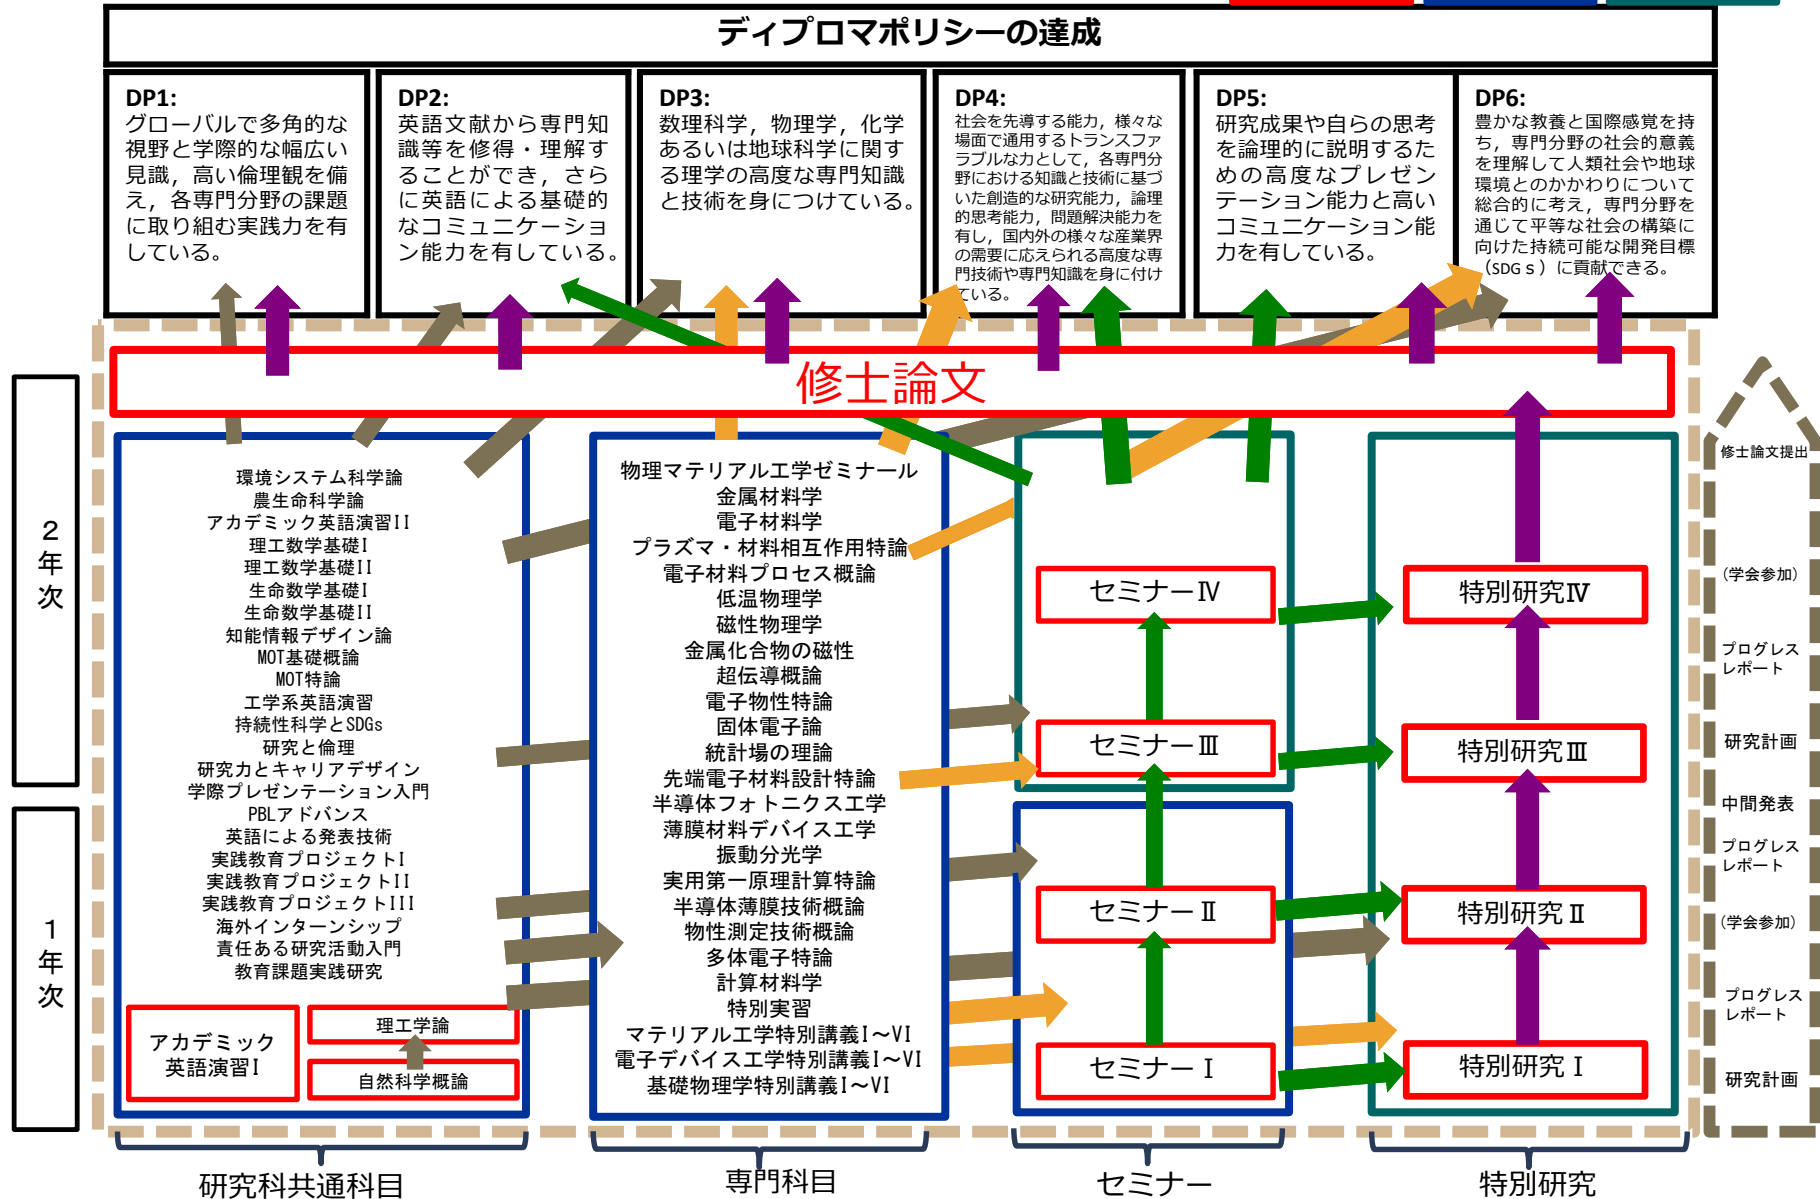 ディプロマポリシーの達成
DP1:
グローバルで多角的な
視野と学際的な幅広い
見識，高い倫理観を備
え，各専門分野の課題
に取り組む実践力を有
している。
DP2:
英語文献から専門知
識等を修得・理解す
ることができ，さら
に英語による基礎的
なコミュニケーショ
ン能力を有している。
DP3:
数理科学，物理学，化学
あるいは地球科学に関す
る理学の高度な専門知識
と技術を身につけている。
DP4:
社会を先導する能力，様々な
場面で通用するトランスファ
ラブルな力として，各専門分
野における知識と技術に基づ
いた創造的な研究能力，論理
的思考能力，問題解決能力を
有し，国内外の様々な産業界
の需要に応えられる高度な専
門技術や専門知識を身に付け
ている。
DP5:
研究成果や自らの思考
を論理的に説明するた
めの高度なプレゼン
テーション能力と高い
コミュニケーション能
力を有している。
DP6:
豊かな教養と国際感覚を持
ち，専門分野の社会的意義
を理解して人類社会や地球
環境とのかかわりについて
総合的に考え，専門分野を
通じて平等な社会の構築に
向けた持続可能な開発目標
（SDGｓ）に貢献できる。
修士論文
２年次
１年次
環境システム科学論
農生命科学論
アカデミック英語演習II
理工数学基礎I
理工数学基礎II
生命数学基礎I
生命数学基礎II
知能情報デザイン論
MOT基礎概論
MOT特論
工学系英語演習
持続性科学とSDGs
研究と倫理
研究力とキャリアデザイン
学際プレゼンテーション入門
PBLアドバンス
英語による発表技術
実践教育プロジェクトI
実践教育プロジェクトII
実践教育プロジェクトIII
海外インターンシップ
責任ある研究活動入門
教育課題実践研究
アカデミック
英語演習I
理工学論
自然科学概論
物理マテリアル工学ゼミナール
金属材料学
電子材料学
プラズマ・材料相互作用特論
電子材料プロセス概論
低温物理学
磁性物理学
金属化合物の磁性
超伝導概論
電子物性特論
固体電子論
統計場の理論
先端電子材料設計特論
半導体フォトニクス工学
薄膜材料デバイス工学
振動分光学
実用第一原理計算特論
半導体薄膜技術概論
物性測定技術概論
多体電子特論
計算材料学
特別実習
マテリアル工学特別講義I～VI
電子デバイス工学特別講義I～VI
基礎物理学特別講義I～VI
セミナーⅣ
セミナーⅢ
セミナーⅡ
セミナーⅠ
特別研究Ⅳ
特別研究Ⅲ
特別研究Ⅱ
特別研究Ⅰ
修士論文提出
(学会参加)
プログレス
レポート
研究計画
中間発表
プログレス
レポート
(学会参加)
プログレス
レポート
研究計画
研究科共通科目
専門科目
セミナー
特別研究